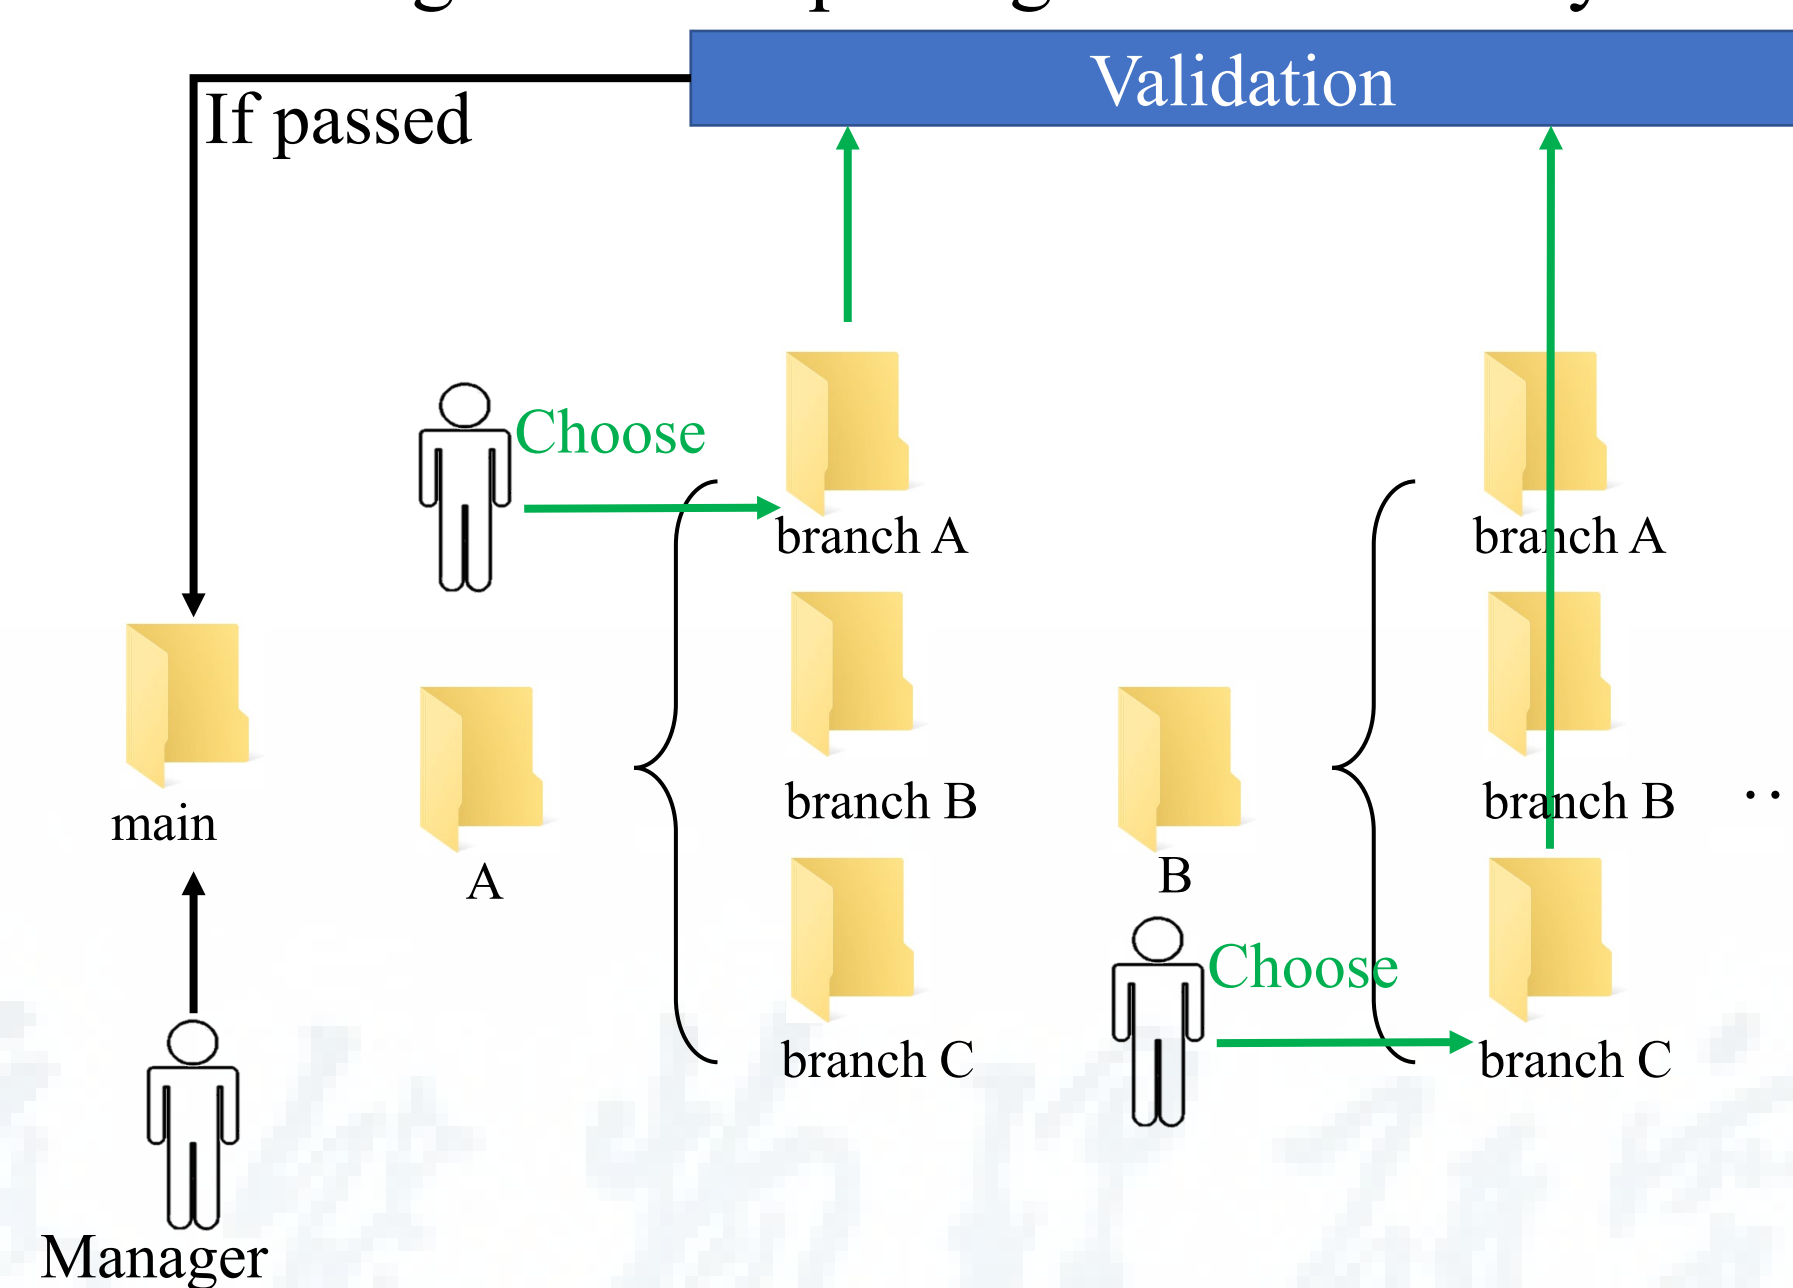 Validation
If passed
Choose
branch A
branch A
main
branch B
branch B
..
A
B
Choose
branch C
branch C
Manager